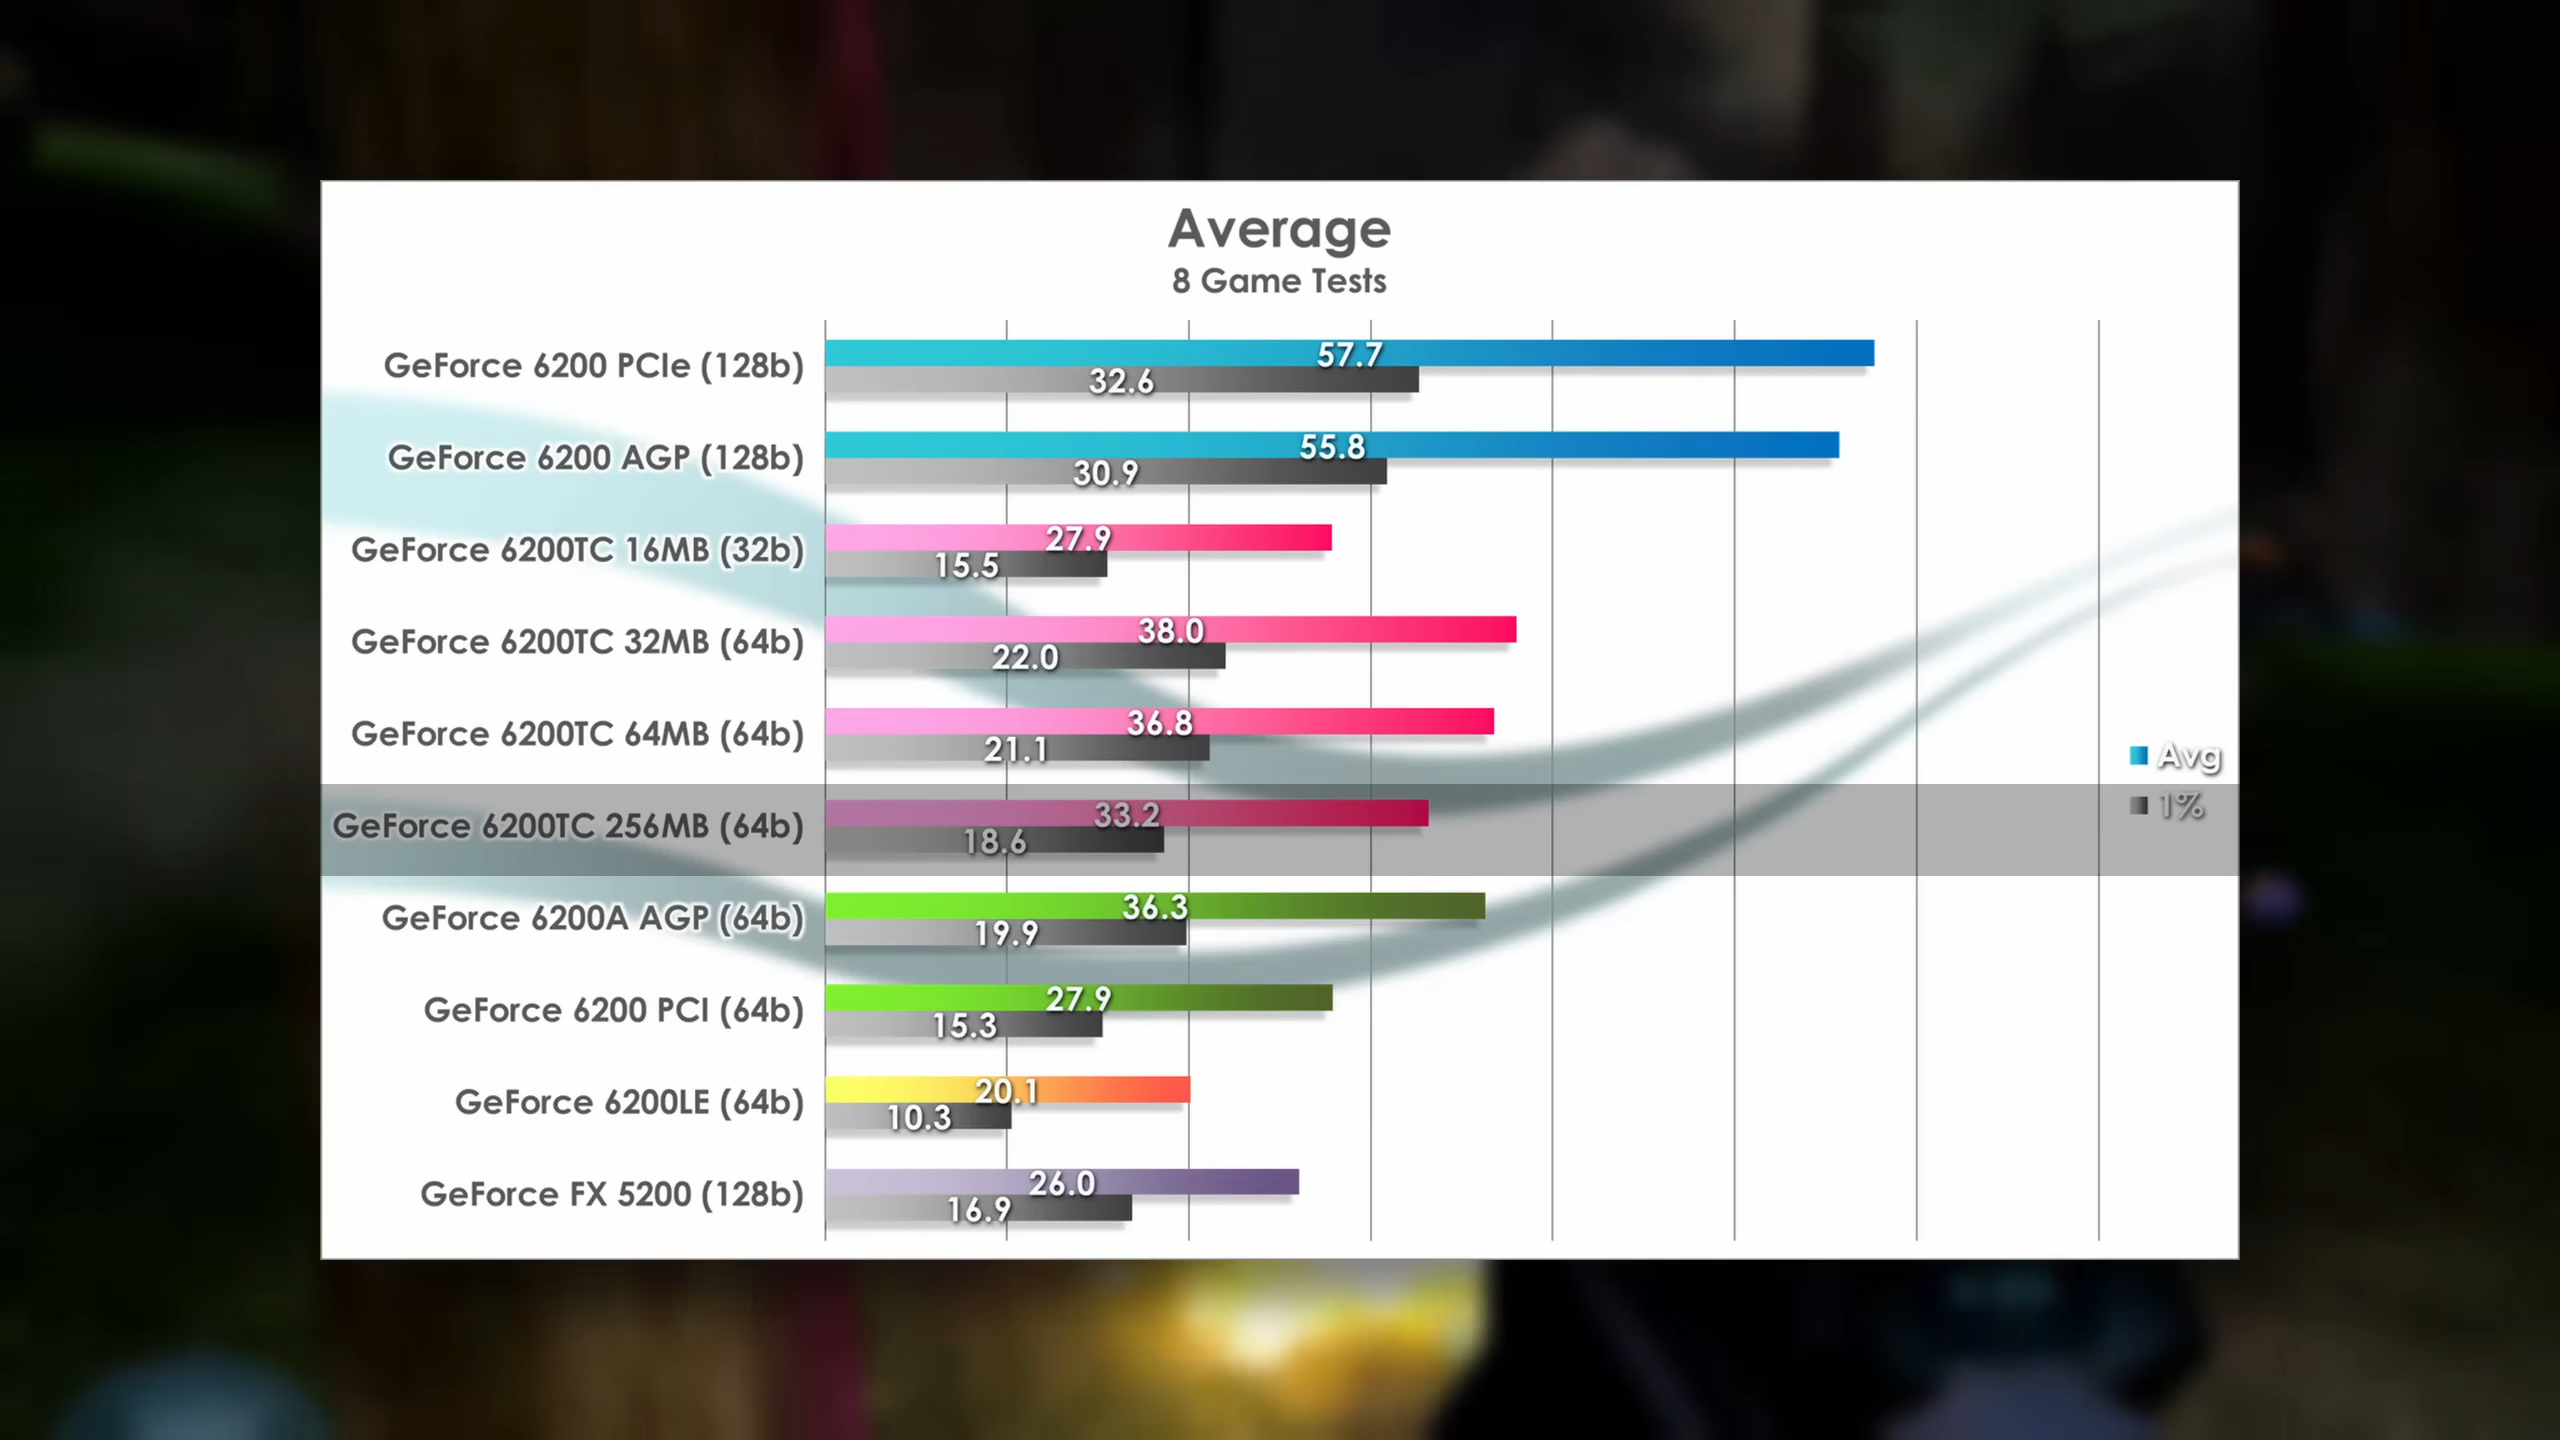 Average
8 Game Tests
GeForce 6200 PCIe (128b)
57.7
32.6
GeForce 6200 AGP (128b)
55.8
30.9
GeForce 6200TC 16MB (32b)
27.9
15.5
GeForce 6200TC 32MB (64b)
38.0
22.0
GeForce 6200TC 64MB (64b)
36.8
21.1
GeForce 6200TC 256MB (64b)
33.2
18.6
GeForce 6200A AGP (64b)
36.3
19.9
GeForce 6200 PCI (64b)
27.9
15.3
GeForce 6200LE (64b)
20.1
10.3
GeForce FX 5200 (128b)
26.0
16.9
Avg
1%